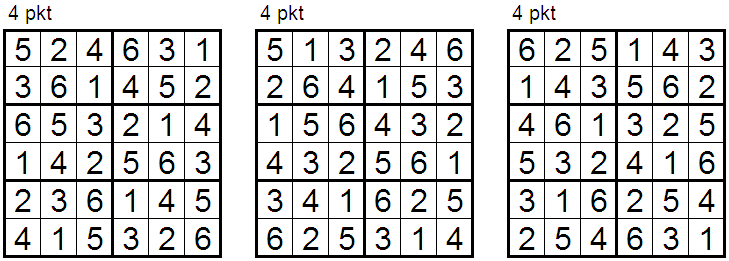 4 pkt
5 2 4 6 3 1
3 6 1 4 5 2
6 5 3 2 1 4
1 4 2 5 6 3
2 3 6 1 4 5
4 1 5 3 2 6
4 pkt
5 1 3 2 4 6
2 6 4 1 5 3
1 5 6 4 3 2
4 3 2 5 6 1
3 4 1 6 2 5
6 2 5 3 1 4
4 pkt
6 2 5 1 4 3
1 4 3 5 6 2
4 6 1 3 2 5
5 3 2 4 1 6
3 1 6 2 5 4
2 5 4 6 3 1